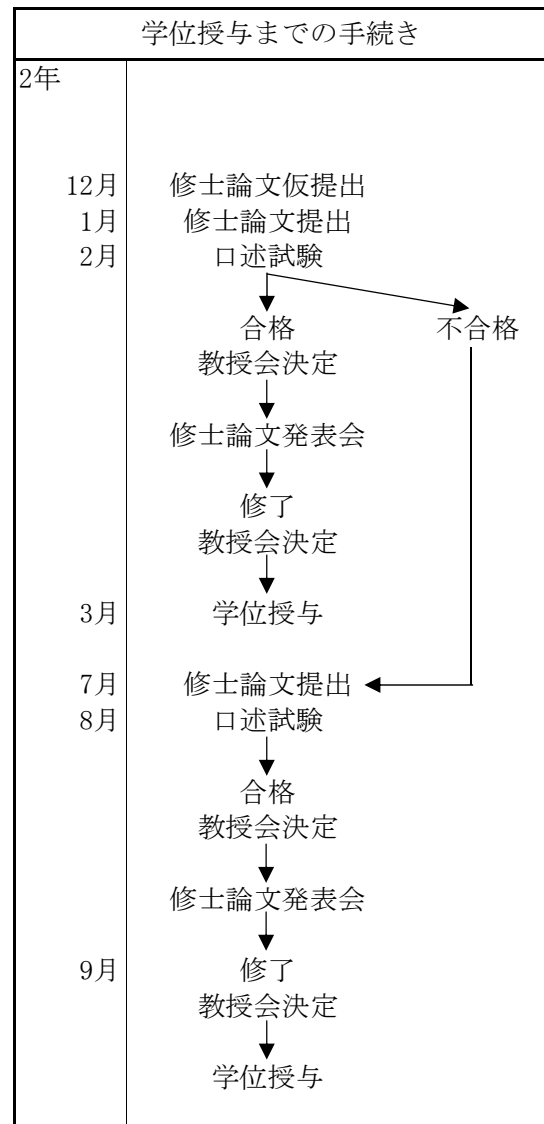 学位授与までの手続き
2年
12月 修士論文仮提出
1月 修士論文提出
2月 口述試験
合格 不合格
教授会決定
修士論文発表会
修了
教授会決定
3月 学位授与
7月 修士論文提出
8月 口述試験
合格
教授会決定
修士論文発表会
9月 修了
教授会決定
学位授与